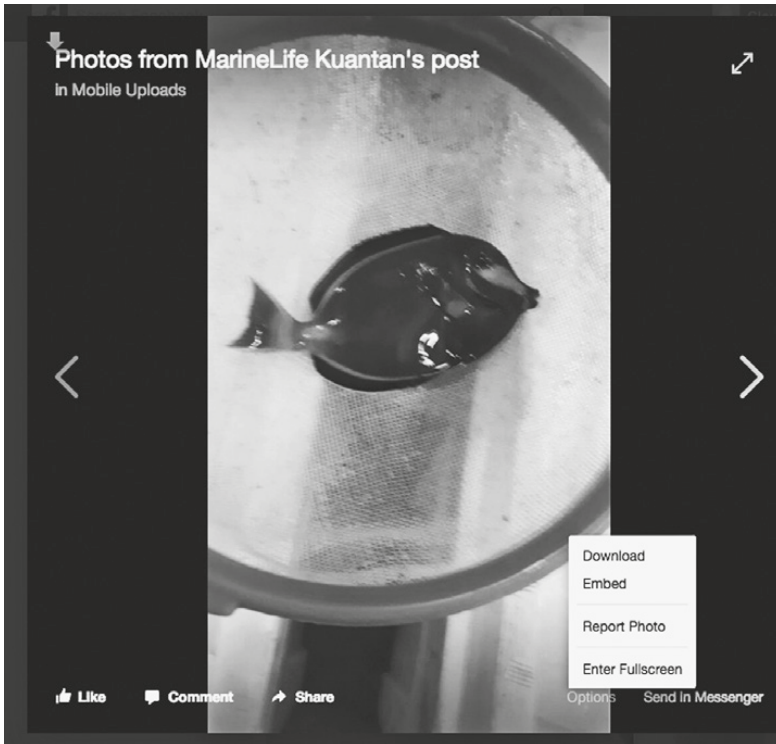 Photos from MarineLife Kuantan's post
in Mobile Uploads
Download
Embed
Report Photo
Enter Fullscreen
Like Comment Share Options Send in Messenger